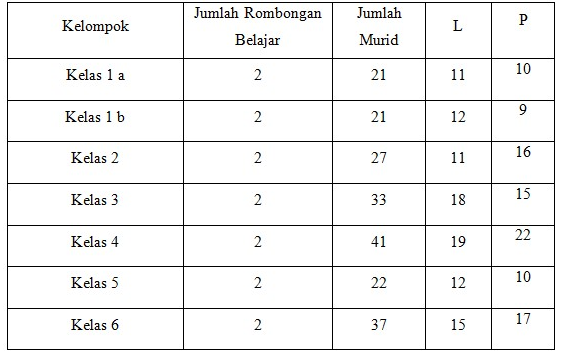 Kelompok Jumlah Rombongan Belajar Jumlah Murid L P
Kelas 1 a 2 21 11 10
Kelas 1 b 2 21 12 9
Kelas 2 2 27 11 16
Kelas 3 2 33 18 15
Kelas 4 2 41 19 22
Kelas 5 2 22 12 10
Kelas 6 2 37 15 17